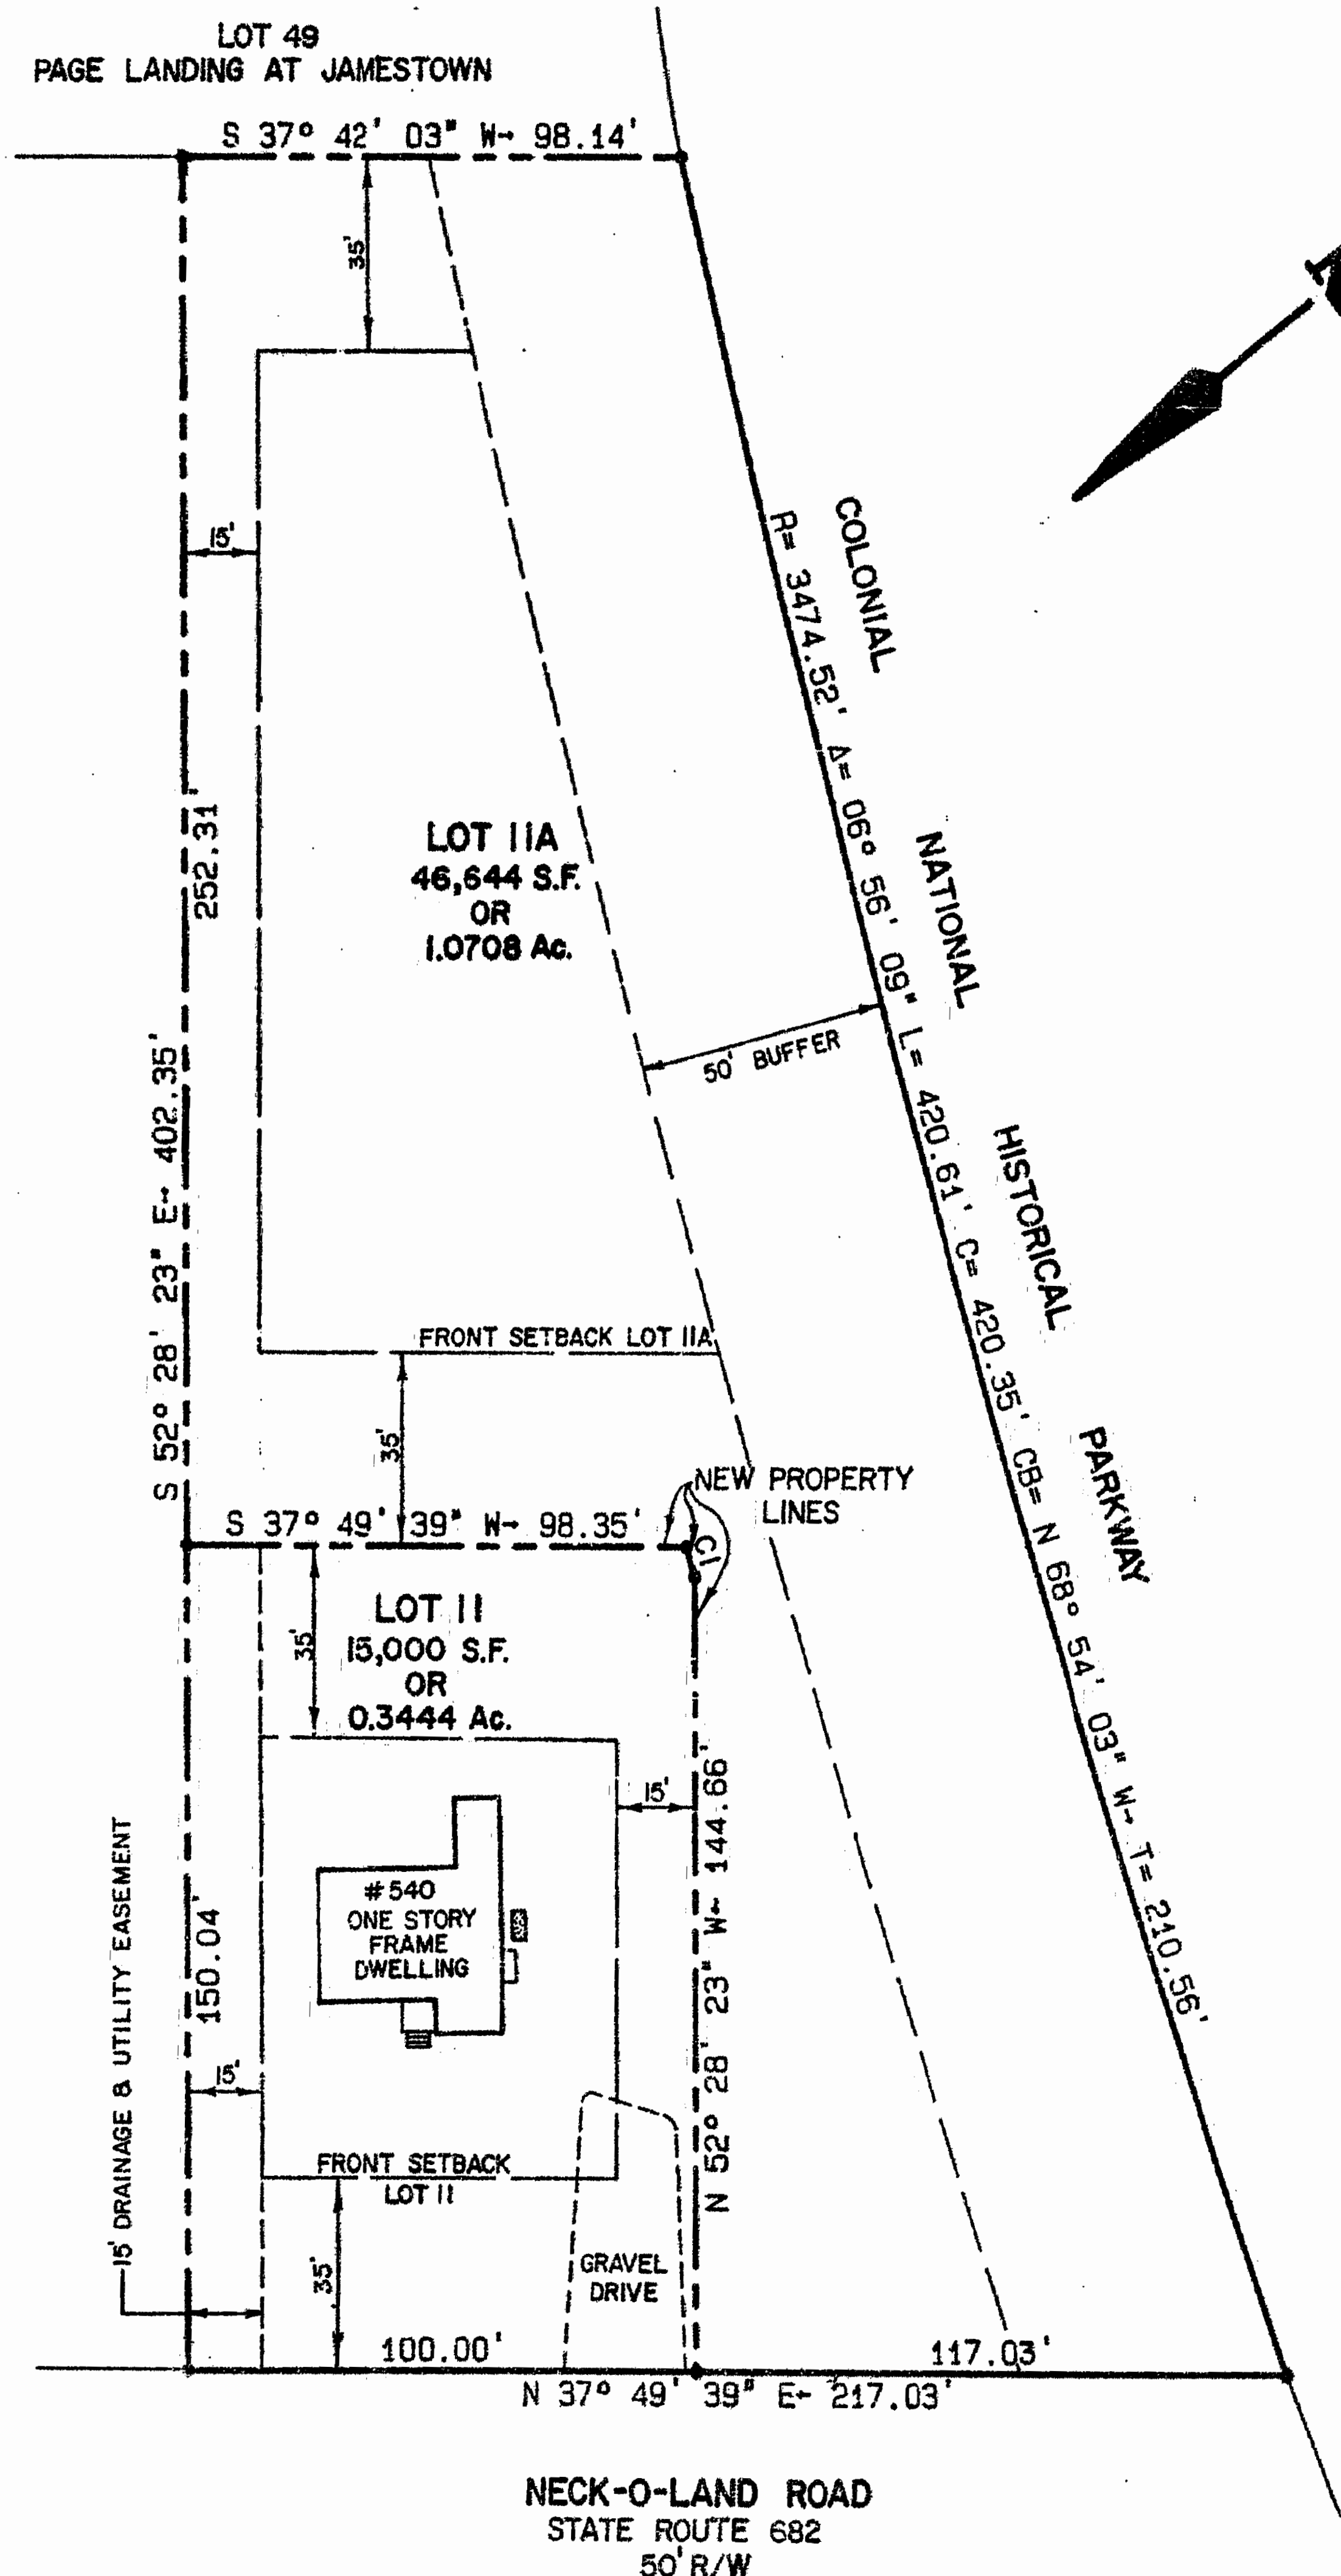 LOT 49
PAGE LANDING AT JAMESTOWN
S 37° 42' 03" W→ 98.14'
35'
15'
252.31'
S 52° 28' 23" E→ 402.35'
LOT 11A
46,644 S.F.
OR
1.0708 Ac.
COLONIAL NATIONAL HISTORICAL PARKWAY
R= 3474.52' Δ= 06° 56' 09" L= 420.61' C= 420.35' CB= N 68° 54' 03" W→ T= 210.56'
50' BUFFER
FRONT SETBACK LOT 11A
35'
NEW PROPERTY
LINES
S 37° 49' 39" W→ 98.35'
C1
LOT 11
15,000 S.F.
OR
0.3444 Ac.
35'
15'
N 52° 28' 23" W← 144.66'
#540
ONE STORY
FRAME
DWELLING
15' DRAINAGE & UTILITY EASEMENT
150.04'
15'
FRONT SETBACK
LOT 11
35'
GRAVEL
DRIVE
100.00'
117.03'
N 37° 49' 39" E← 217.03'
NECK-O-LAND ROAD
STATE ROUTE 682
50' R/W